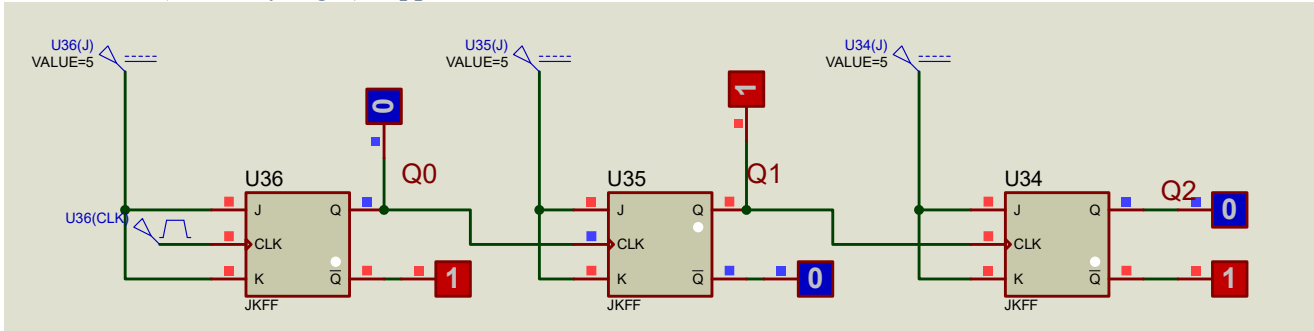 U36(J)
VALUE=5
U35(J)
VALUE=5
U34(J)
VALUE=5
0
1
U36
Q0
U35
Q1
U34
Q2
J
Q
J
Q
J
Q
0
U36(CLK)
CLK
CLK
CLK
K
Q
1
K
Q
0
K
Q
1
JKFF
JKFF
JKFF